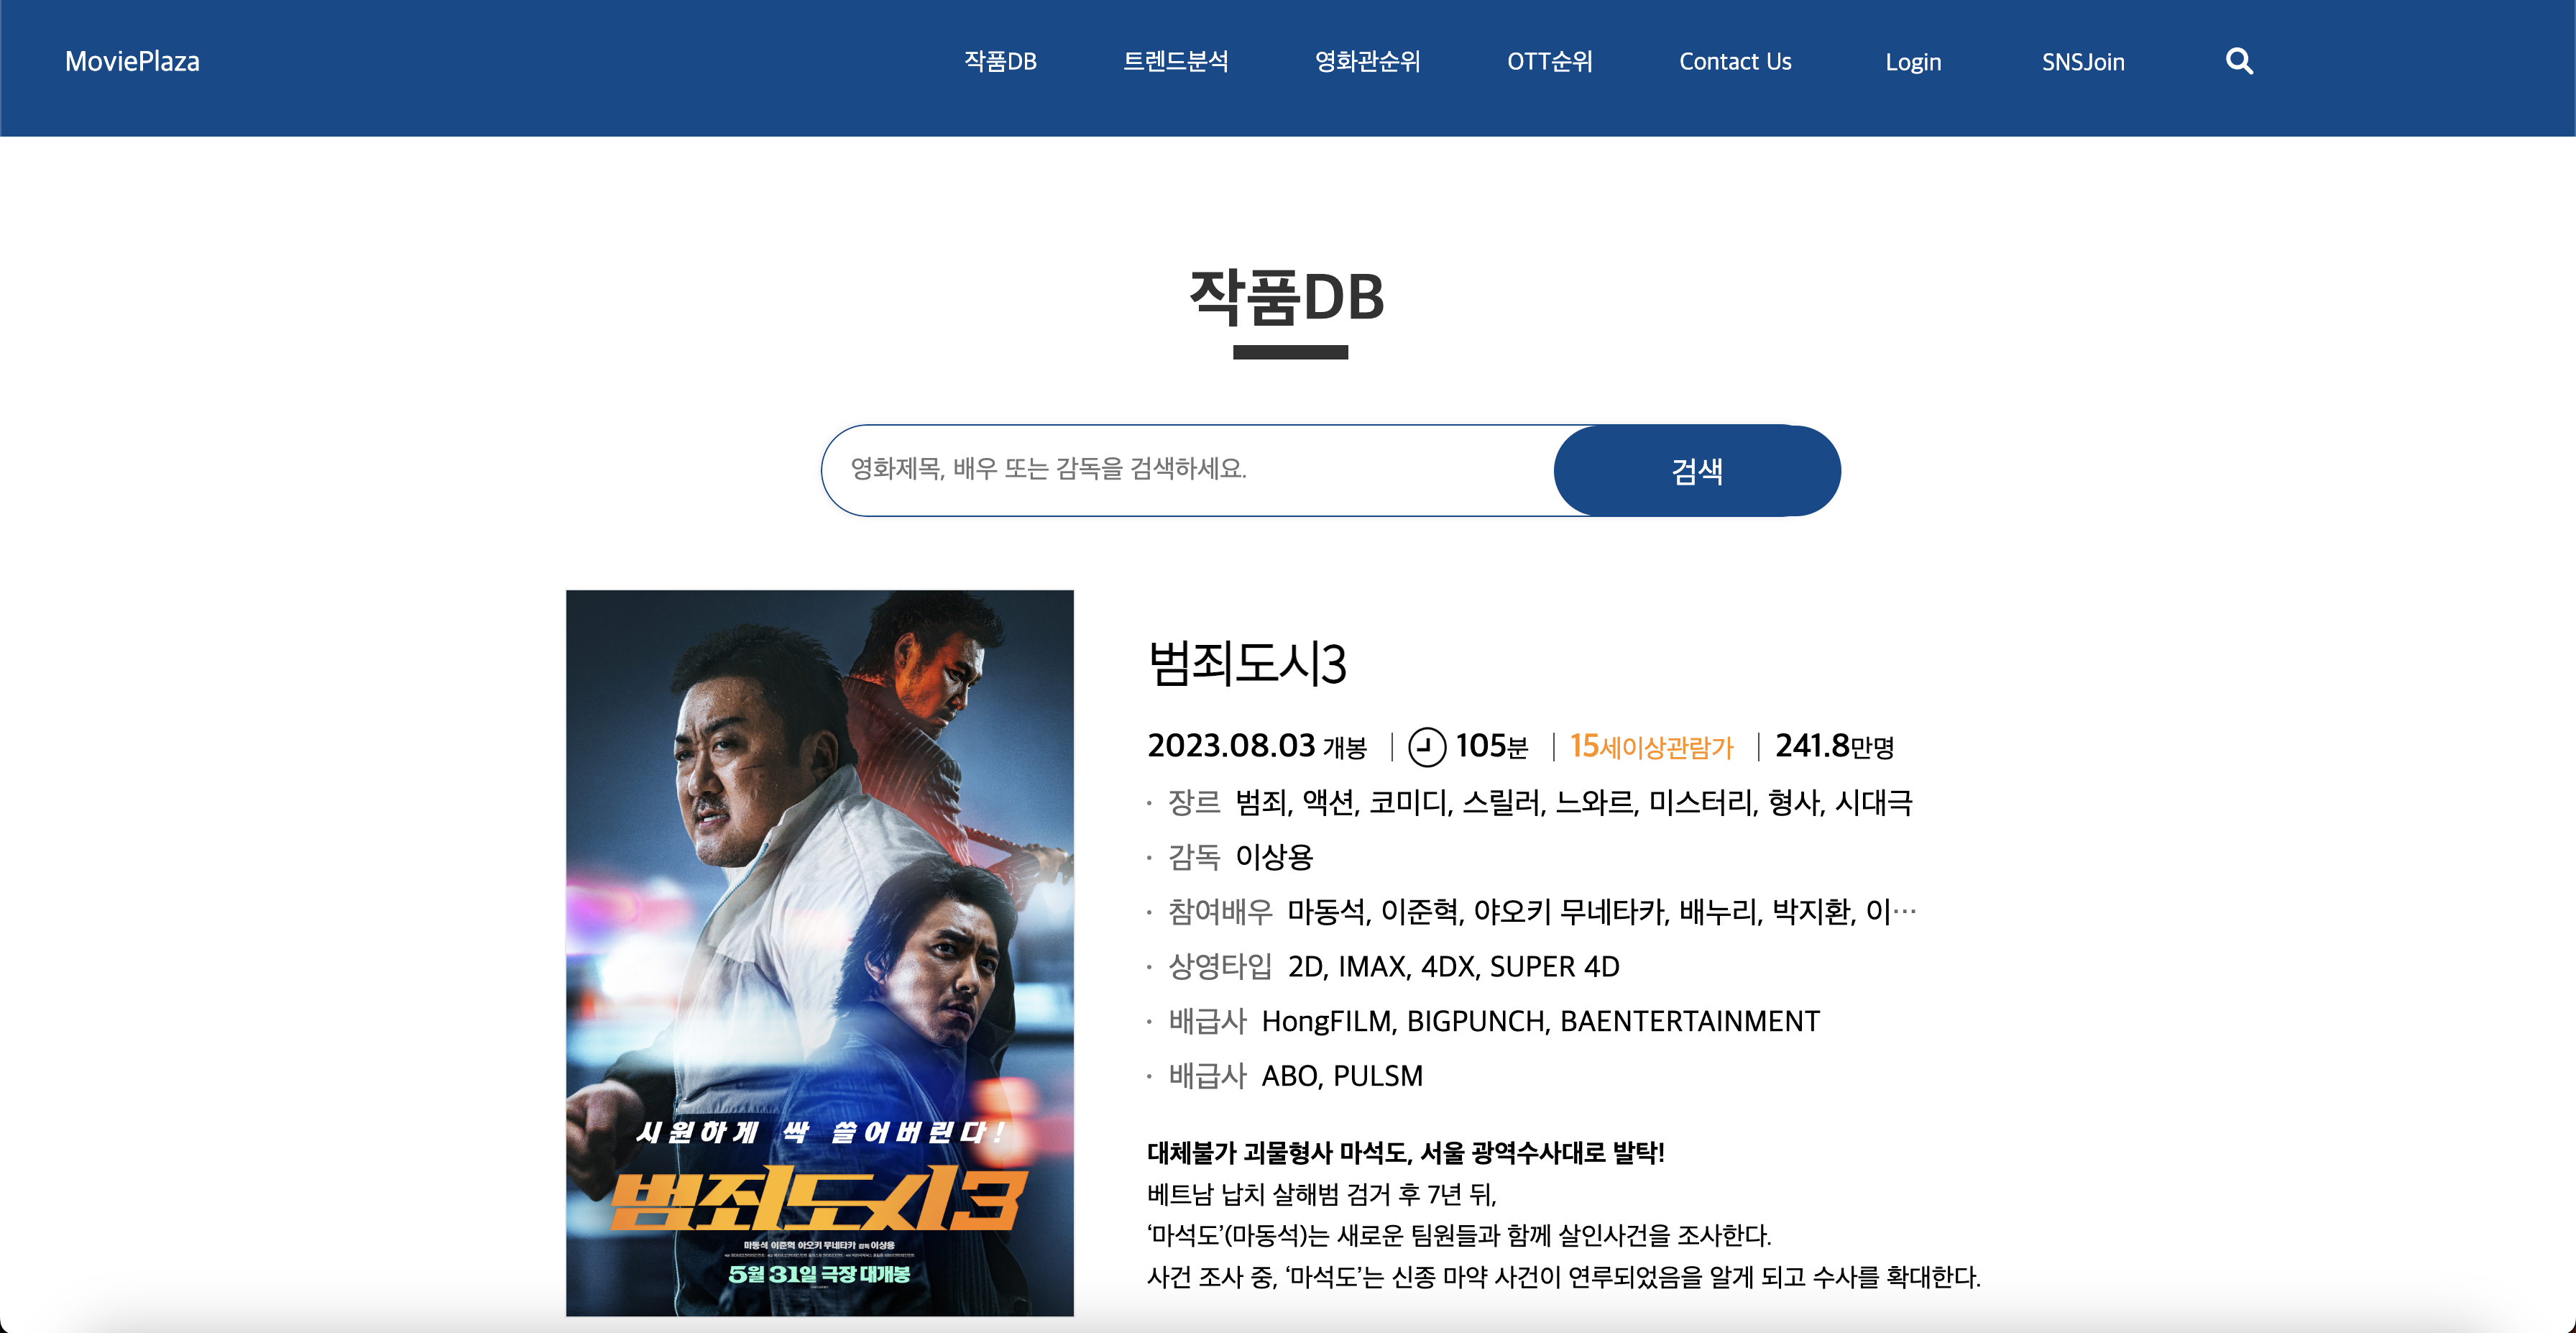 MoviePlaza 작품DB 트렌드분석 영화관순위 OTT순위 Contact Us Login SNSJoin
작품DB
영화제목, 배우 또는 감독을 검색하세요. 검색
범죄도시3
2023.08.03 개봉 105분 15세이상관람가 241.8만명
· 장르 범죄, 액션, 코미디, 스릴러, 느와르, 미스터리, 형사, 시대극
· 감독 이상용
· 참여배우 마동석, 이준혁, 야오키 무네타카, 배누리, 박지환, 이…
· 상영타입 2D, IMAX, 4DX, SUPER 4D
· 배급사 HongFILM, BIGPUNCH, BAENTERTAINMENT
· 배급사 ABO, PULSM
대체불가 괴물형사 마석도, 서울 광역수사대로 발탁!
베트남 납치 살해범 검거 후 7년 뒤,
‘마석도’(마동석)는 새로운 팀원들과 함께 살인사건을 조사한다.
사건 조사 중, ‘마석도’는 신종 마약 사건이 연루되었음을 알게 되고 수사를 확대한다.
시원하게 싹 쓸어버린다!
범죄도시3
마동석 이준혁 아오키 무네타카 감독 이상용
5월 31일 극장 대개봉